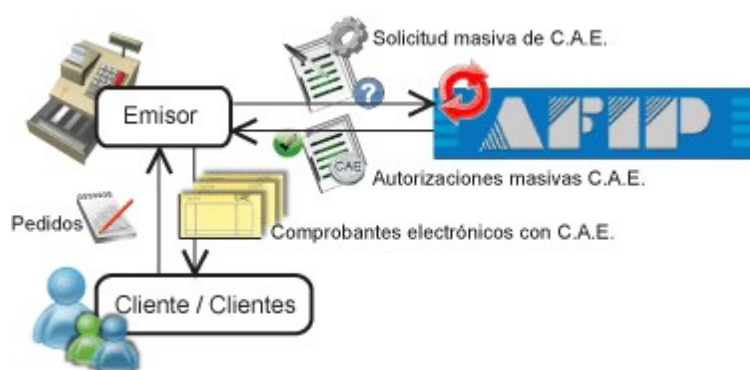 Solicitud masiva de C.A.E.
Emisor
?
AFIP
CAE
Autorizaciones masivas C.A.E.
Pedidos
Comprobantes electrónicos con C.A.E.
Cliente / Clientes